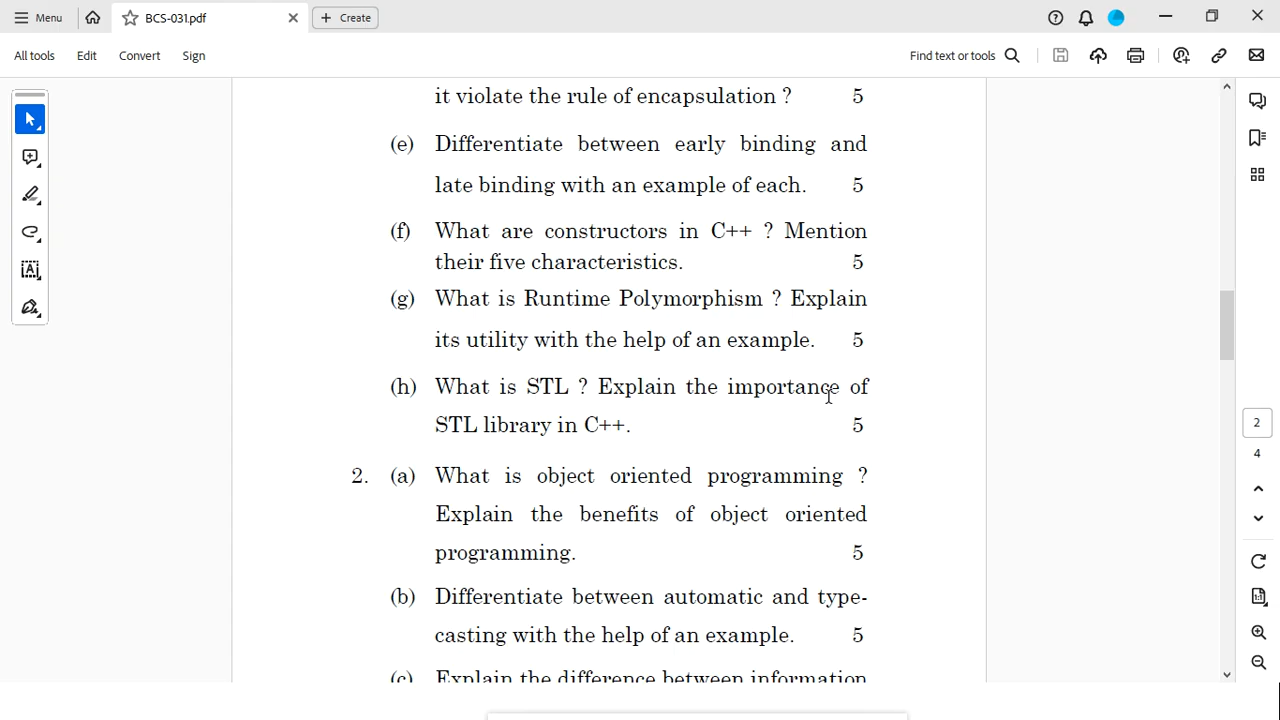 Menu
BCS-031.pdf
Create
All tools
Edit
Convert
Sign
Find text or tools
it violate the rule of encapsulation ? 5
(e) Differentiate between early binding and
late binding with an example of each. 5
(f) What are constructors in C++ ? Mention
their five characteristics. 5
(g) What is Runtime Polymorphism ? Explain
its utility with the help of an example. 5
(h) What is STL ? Explain the importance of
STL library in C++. 5
2. (a) What is object oriented programming ?
Explain the benefits of object oriented
programming. 5
(b) Differentiate between automatic and type-
casting with the help of an example. 5
(c) Explain the difference between information
2
4